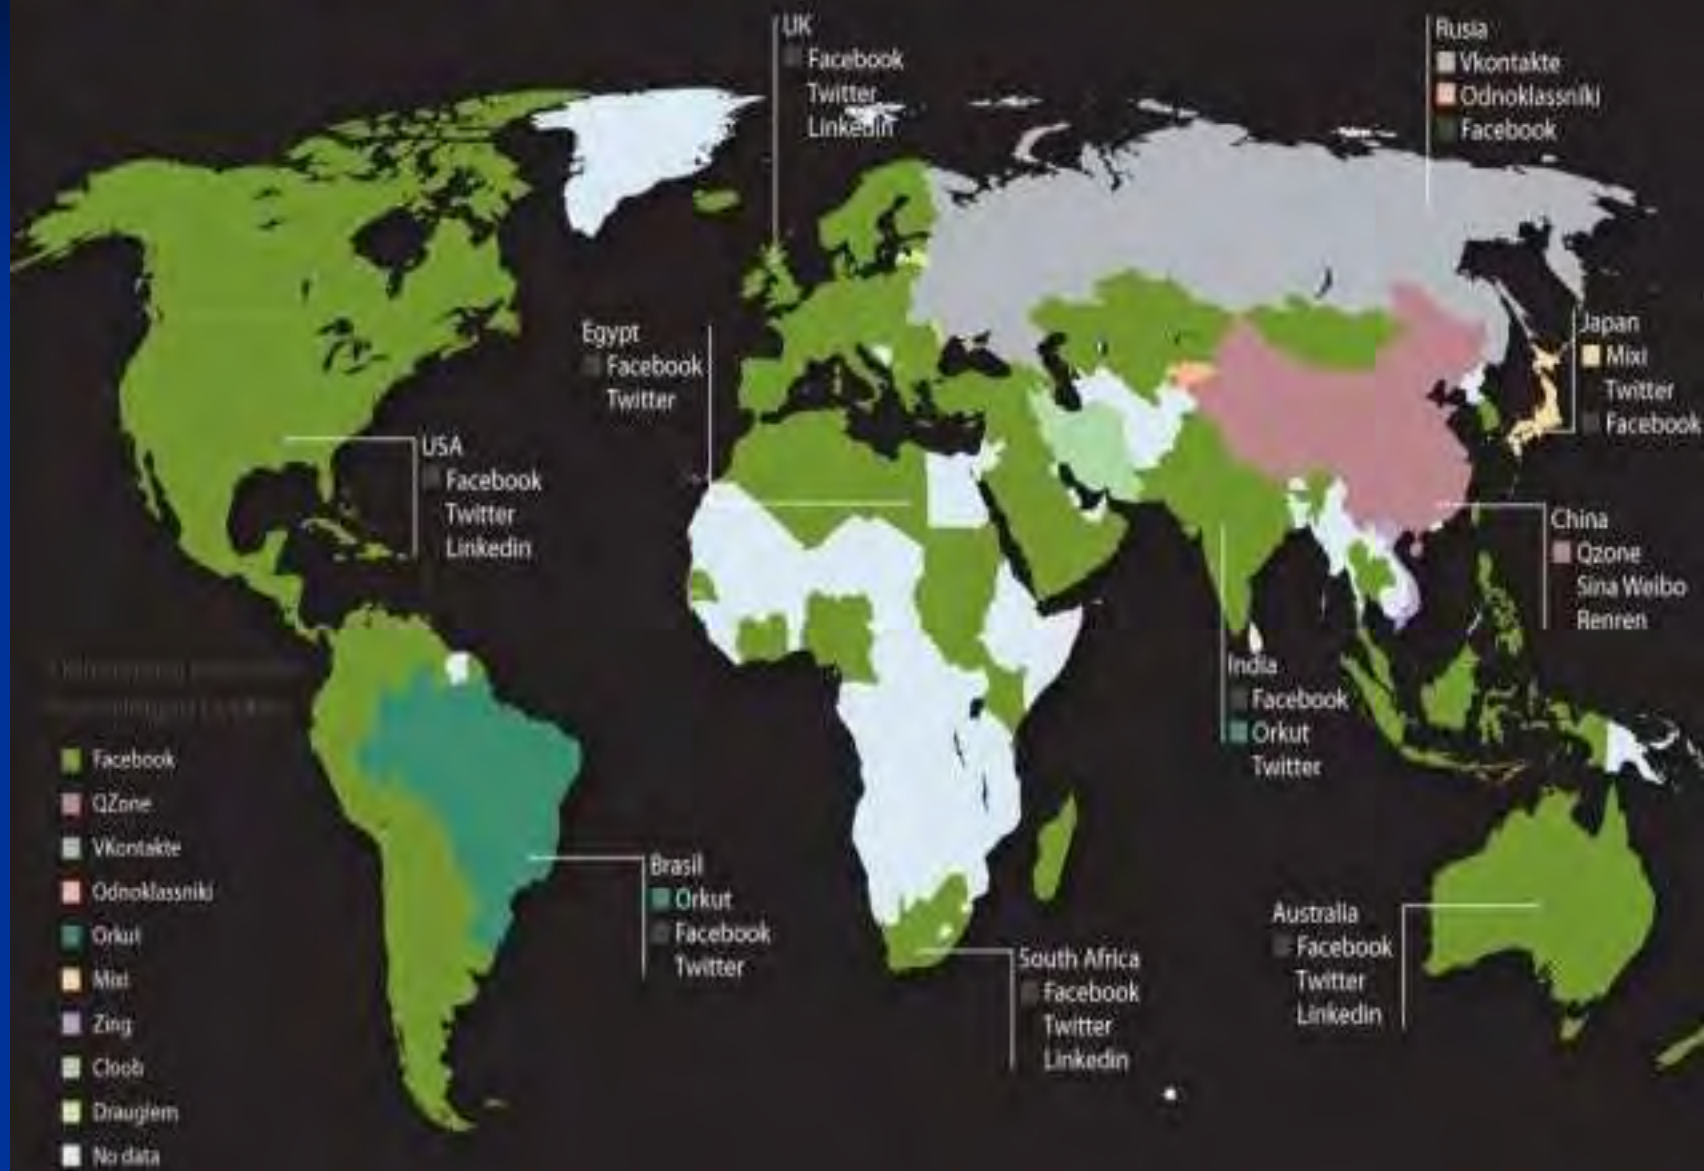 UK
Facebook
Twitter
Linkedin
Rusia
Vkontakte
Odnoklassniki
Facebook
Egypt
Facebook
Twitter
Japan
Mixi
Twitter
Facebook
USA
Facebook
Twitter
Linkedin
China
Qzone
Sina Weibo
Renren
India
Facebook
Orkut
Twitter
Facebook
QZone
VKontakte
Odnoklassniki
Orkut
Mixi
Zing
Cloob
Draugiem
No data
Brasil
Orkut
Facebook
Twitter
South Africa
Facebook
Twitter
Linkedin
Australia
Facebook
Twitter
Linkedin